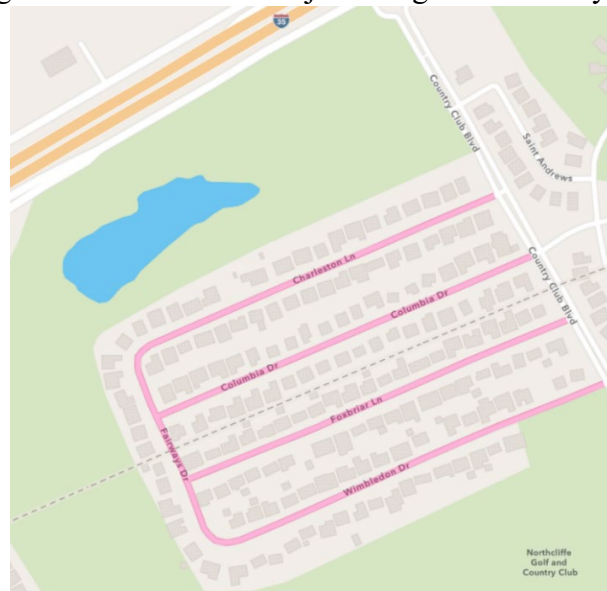 35
Country Club Blvd
Saint Andrews
Charleston Ln
Country Club Blvd
Columbia Dr
Columbia Dr
Foxbriar Ln
Fairways Dr
Wimbledon Dr
Northcliffe
Golf and
Country Club